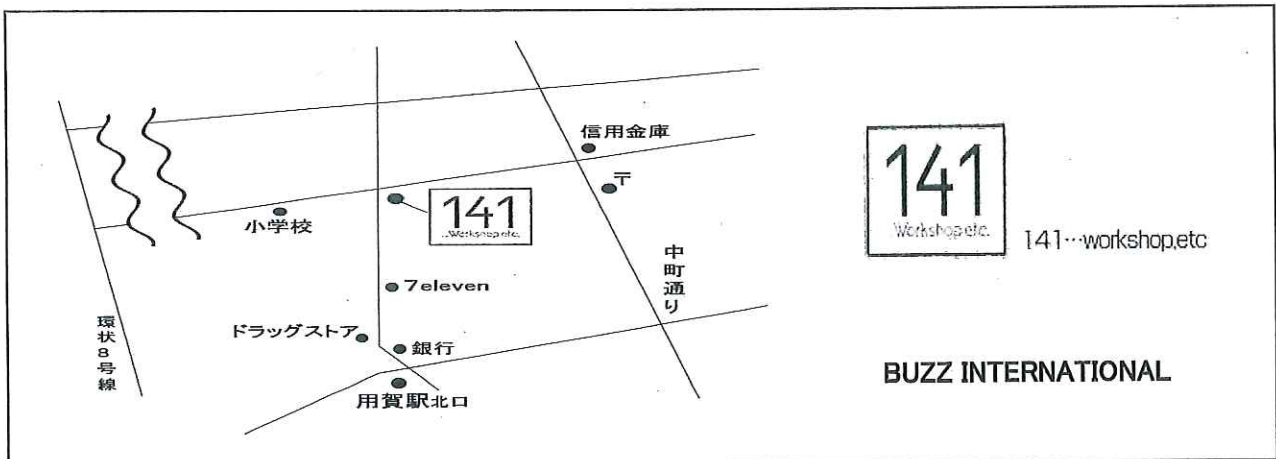 信用金庫
〒
小学校
141
..Workshop.etc.
中町通り
7eleven
環状8号線
ドラッグストア
銀行
用賀駅北口
141
..Workshop.etc.
141…workshop,etc
BUZZ INTERNATIONAL